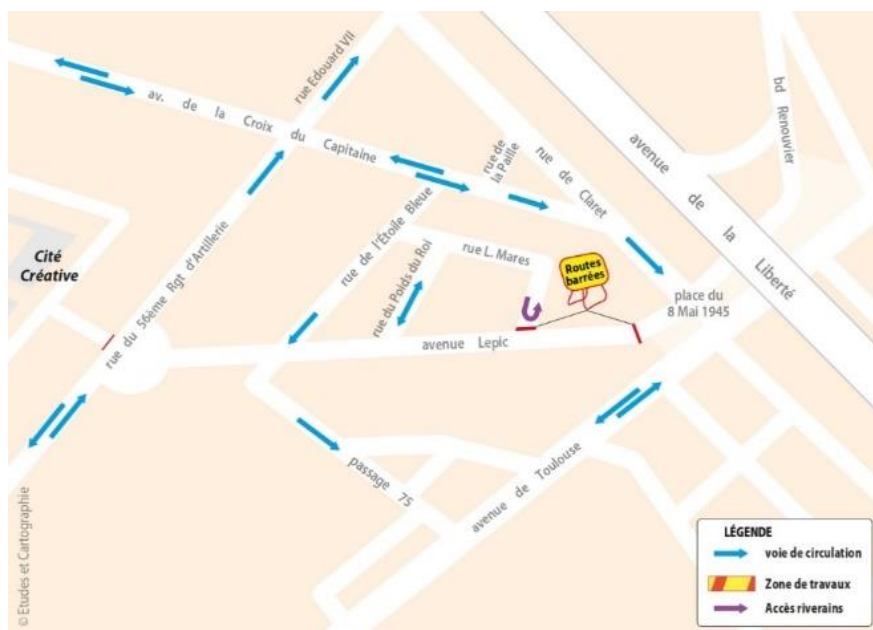 rue Edouard VII
av. de la Croix du Capitaine
rue de
la Paille
rue de Claret
avenue de la Liberté
bd Renouvier
Cité
Créative
rue du 56ème Rgt d'Artillerie
rue de l'Étoile Bleue
rue L. Mares
rue du Poids du Roi
Routes
barrées
place du
8 Mai 1945
avenue Lepic
passage 75
avenue de Toulouse
© Etudes et Cartographie
LÉGENDE
voie de circulation
Zone de travaux
Accès riverains